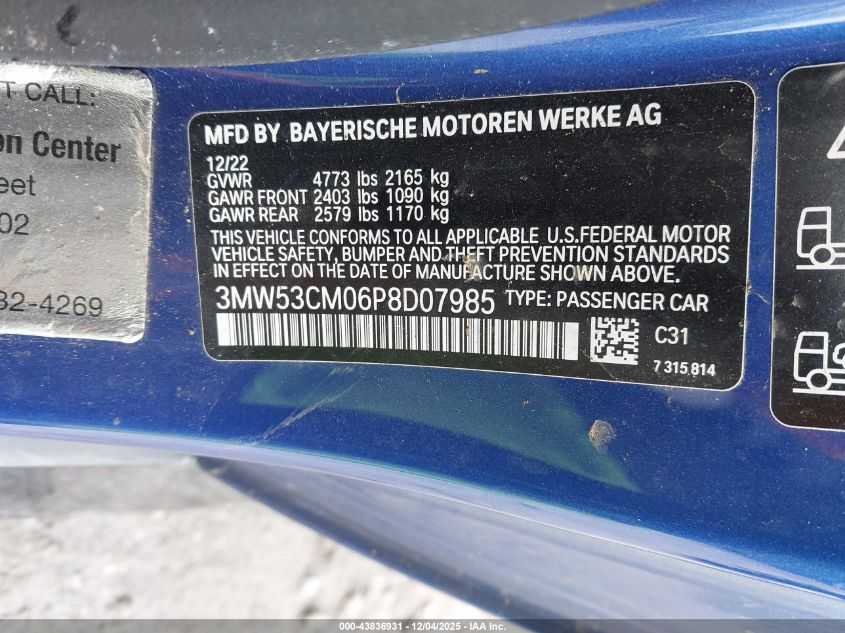 T CALL:
on Center
eet
02
32-4269
MFD BY BAYERISCHE MOTOREN WERKE AG
12/22
GVWR 4773 lbs 2165 kg
GAWR FRONT 2403 lbs 1090 kg
GAWR REAR 2579 lbs 1170 kg
THIS VEHICLE CONFORMS TO ALL APPLICABLE U.S.FEDERAL MOTOR
VEHICLE SAFETY, BUMPER AND THEFT PREVENTION STANDARDS
IN EFFECT ON THE DATE OF MANUFACTURE SHOWN ABOVE.
3MW53CM06P8D07985 TYPE: PASSENGER CAR
C31
7 315 814
000-43836931 - 12/04/2025 - IAA Inc.